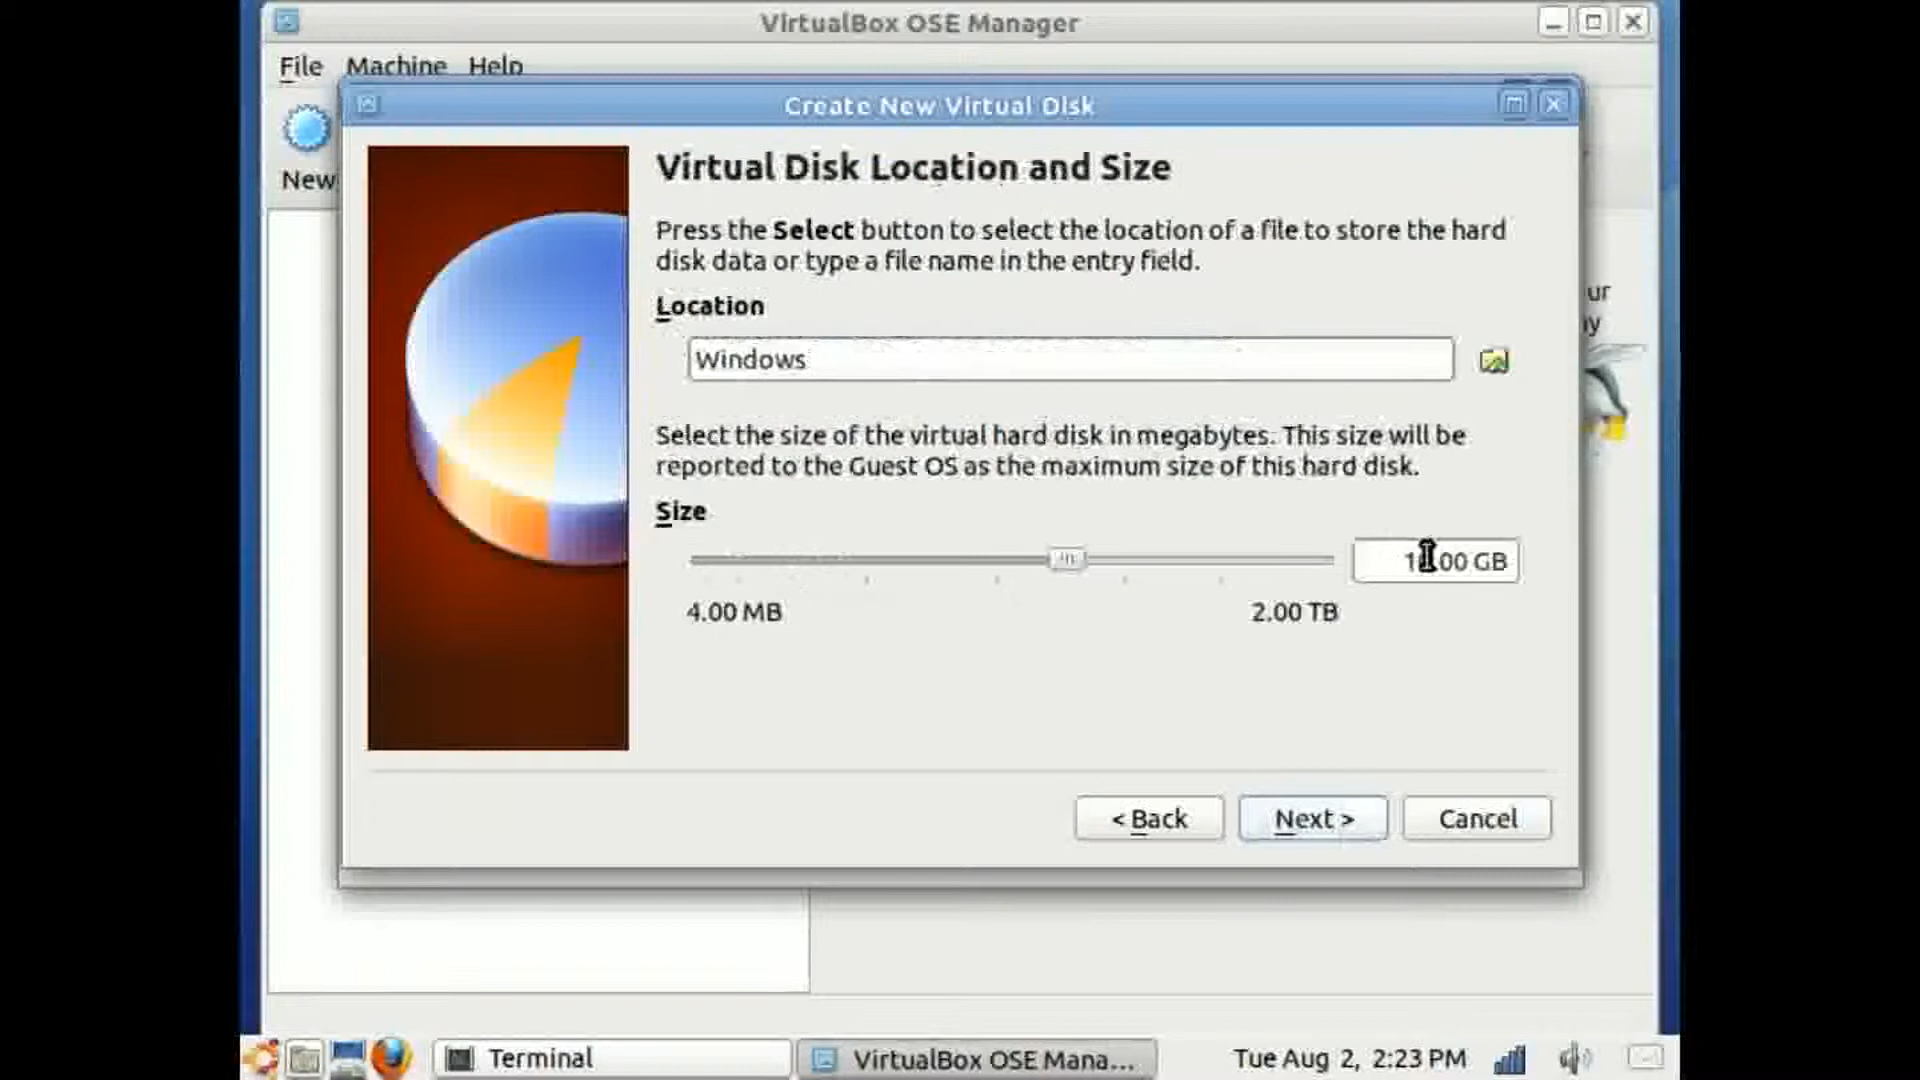 VirtualBox OSE Manager
File Machine Help
Create New Virtual Disk
New
Virtual Disk Location and Size
Press the Select button to select the location of a file to store the hard
disk data or type a file name in the entry field.
ur
Location
Windows
Select the size of the virtual hard disk in megabytes. This size will be
reported to the Guest OS as the maximum size of this hard disk.
Size
GB
4.00 MB
2.00 TB
< Back
Next >
Cancel
Terminal
VirtualBox OSE Mana...
Tue Aug 2, 2:23 PM